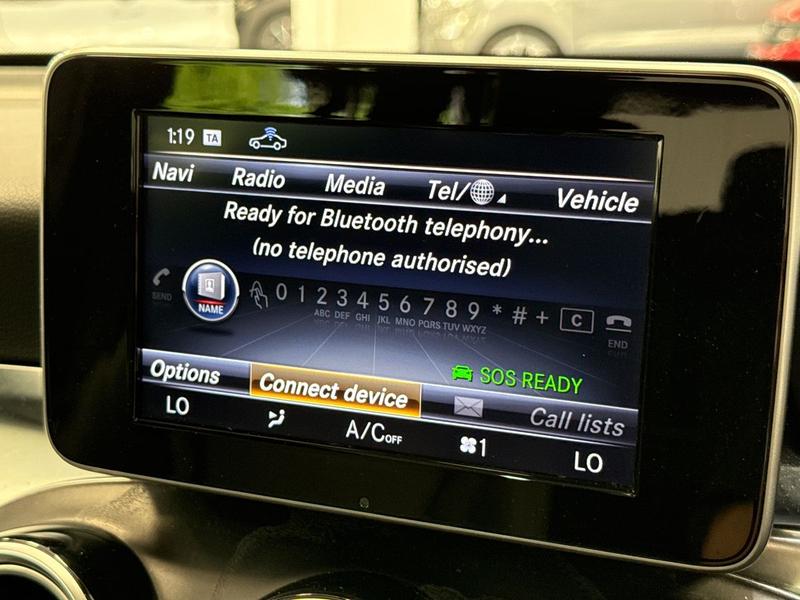 1:19 TA
Navi Radio Media Tel/ Vehicle
Ready for Bluetooth telephony...
(no telephone authorised)
SEND NAME 0 1 2 3 4 5 6 7 8 9 * # + C END
ABC DEF GHI JKL MNO PQRS TUV WXYZ
SOS READY
Options Connect device Call lists
LO A/C OFF 1 LO